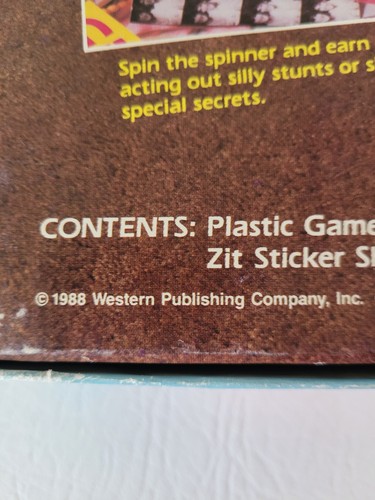 Spin the spinner and earn
acting out silly stunts or s
special secrets.
CONTENTS: Plastic Game
Zit Sticker S
© 1988 Western Publishing Company, Inc.